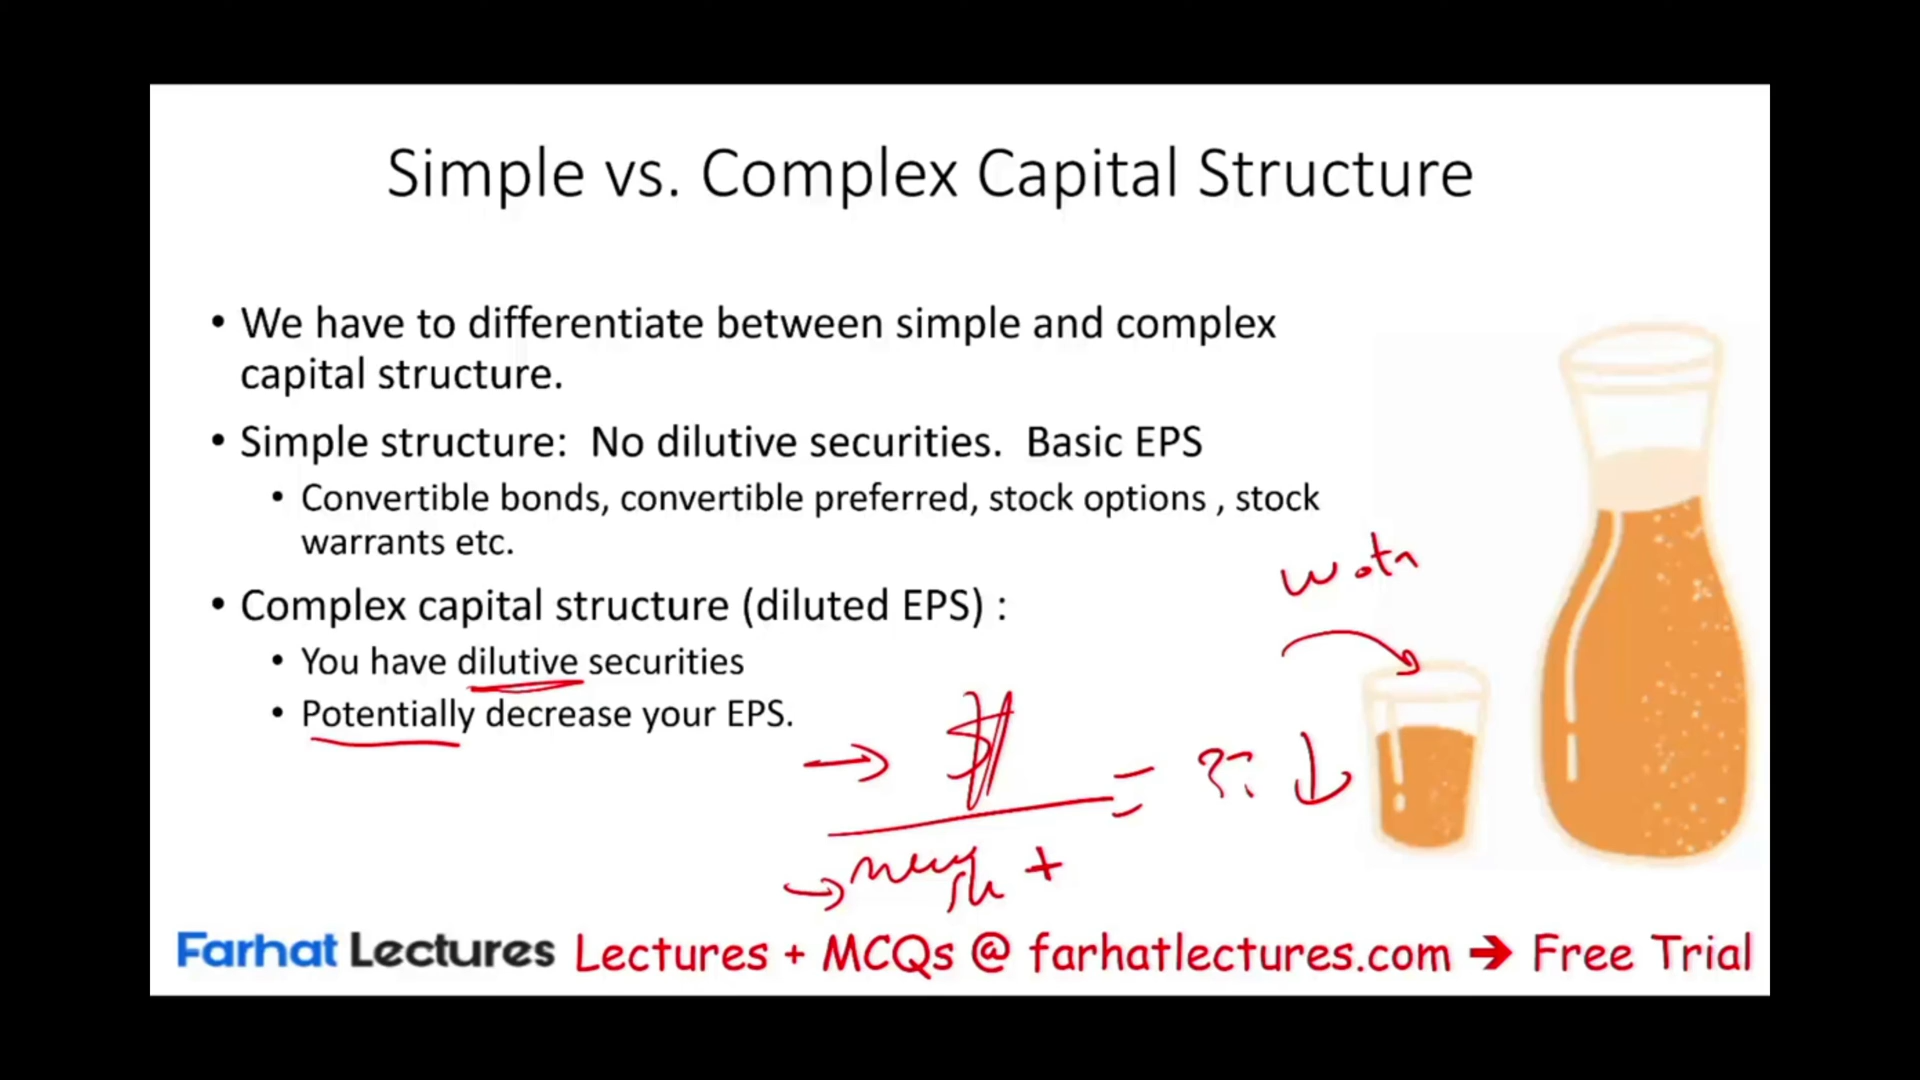 Simple vs. Complex Capital Structure
• We have to differentiate between simple and complex
capital structure.
• Simple structure: No dilutive securities. Basic EPS
• Convertible bonds, convertible preferred, stock options , stock
warrants etc.
• Complex capital structure (diluted EPS) :
• You have dilutive securities
• Potentially decrease your EPS.
$
= ??
+
Farhat Lectures Lectures + MCQs @ farhatlectures.com ➔ Free Trial